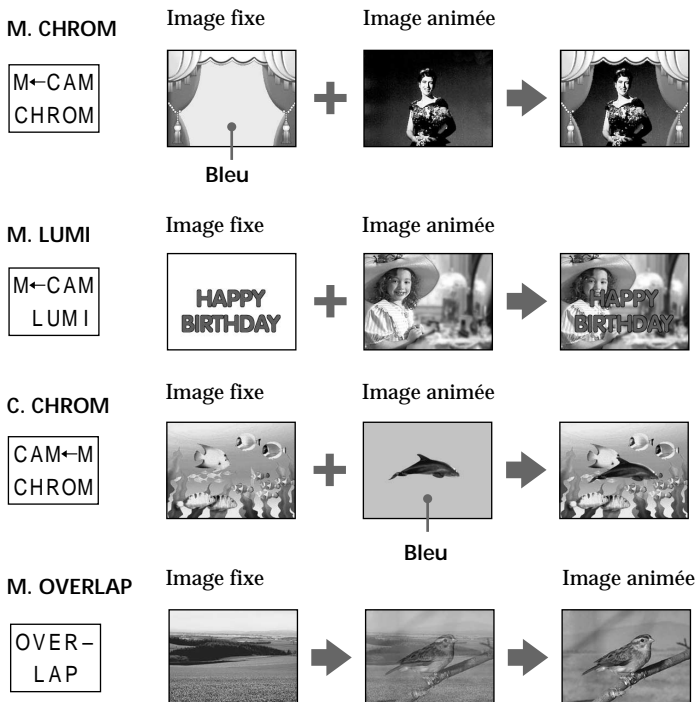 M. CHROM
Image fixe
Image animée
M←CAM
CHROM
Bleu
M. LUMI
Image fixe
Image animée
M←CAM
LUMI
HAPPY
BIRTHDAY
HAPPY
BIRTHDAY
C. CHROM
Image fixe
Image animée
CAM←M
CHROM
Bleu
M. OVERLAP
Image fixe
Image animée
OVER–
LAP